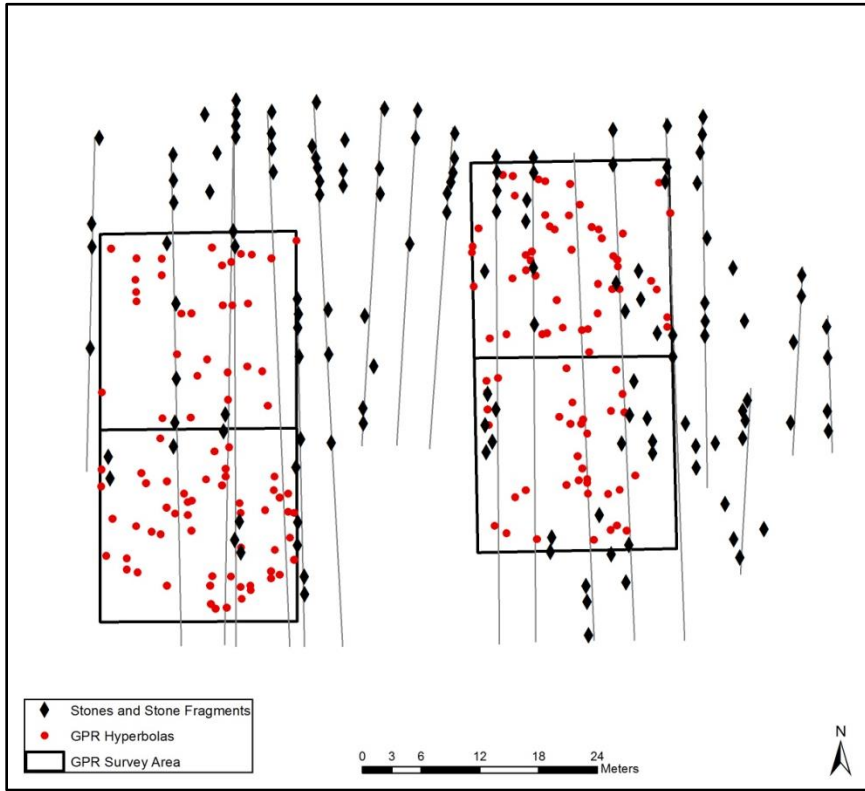 Stones and Stone Fragments
GPR Hyperbolas
GPR Survey Area
0 3 6 12 18 24
Meters
N